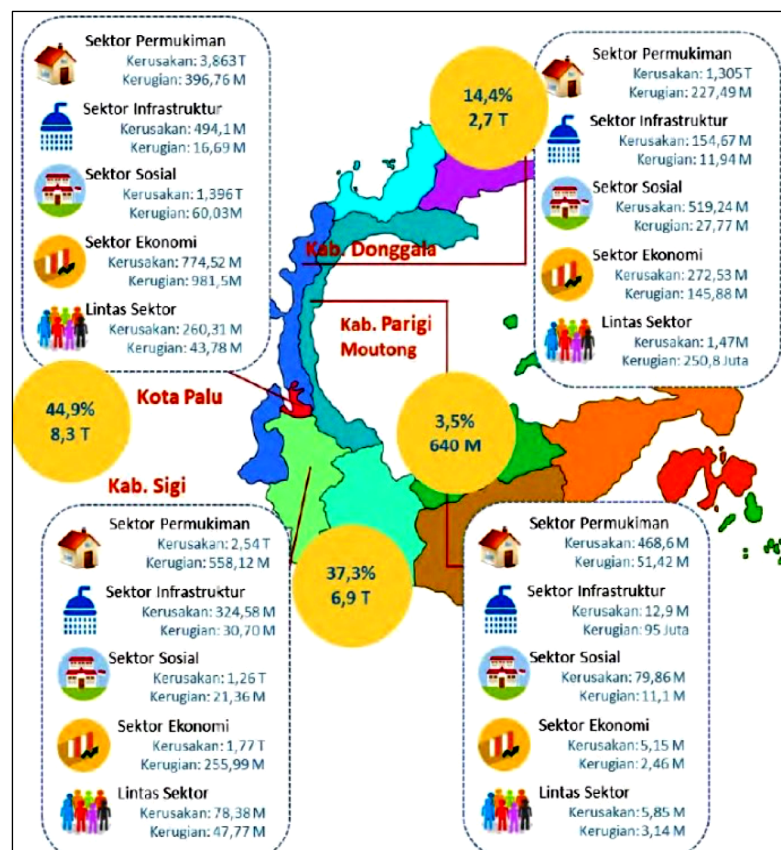 Sektor Permukiman
Kerusakan: 3,863 T
Kerugian: 396,76 M
Sektor Infrastruktur
Kerusakan: 494,1 M
Kerugian: 16,69 M
Sektor Sosial
Kerusakan: 1,396 T
Kerugian: 60,03 M
Sektor Ekonomi
Kerusakan: 774,52 M
Kerugian: 981,5 M
Lintas Sektor
Kerusakan: 260,31 M
Kerugian: 43,78 M
14,4%
2,7 T
Sektor Permukiman
Kerusakan: 1,305 T
Kerugian: 227,49 M
Sektor Infrastruktur
Kerusakan: 154,67 M
Kerugian: 11,94 M
Sektor Sosial
Kerusakan: 519,24 M
Kerugian: 27,77 M
Sektor Ekonomi
Kerusakan: 272,53 M
Kerugian: 145,88 M
Lintas Sektor
Kerusakan: 1,47 M
Kerugian: 250,8 Juta
Kab. Donggala
Kab. Parigi
Moutong
Kota Palu
44,9%
8,3 T
3,5%
640 M
Kab. Sigi
Sektor Permukiman
Kerusakan: 2,54 T
Kerugian: 558,12 M
Sektor Infrastruktur
Kerusakan: 324,58 M
Kerugian: 30,70 M
Sektor Sosial
Kerusakan: 1,26 T
Kerugian: 21,36 M
Sektor Ekonomi
Kerusakan: 1,77 T
Kerugian: 255,99 M
Lintas Sektor
Kerusakan: 78,38 M
Kerugian: 47,77 M
37,3%
6,9 T
Sektor Permukiman
Kerusakan: 468,6 M
Kerugian: 51,42 M
Sektor Infrastruktur
Kerusakan: 12,9 M
Kerugian: 95 Juta
Sektor Sosial
Kerusakan: 79,86 M
Kerugian: 11,1 M
Sektor Ekonomi
Kerusakan: 5,15 M
Kerugian: 2,46 M
Lintas Sektor
Kerusakan: 5,85 M
Kerugian: 3,14 M